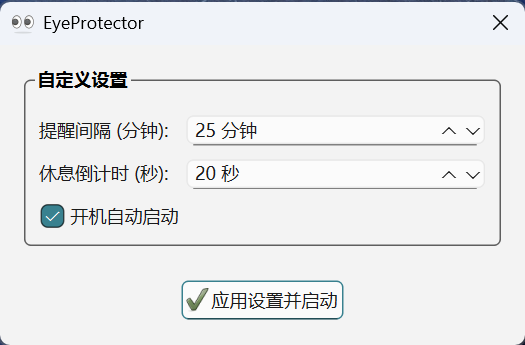 EyeProtector
自定义设置
提醒间隔 (分钟): 25 分钟
休息倒计时 (秒): 20 秒
开机自动启动
应用设置并启动